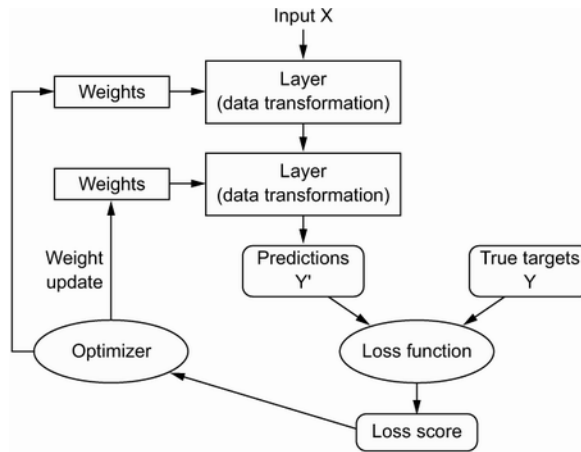 Input X
Weights
Layer
(data transformation)
Weights
Layer
(data transformation)
Weight
update
Predictions
Y'
True targets
Y
Optimizer
Loss function
Loss score